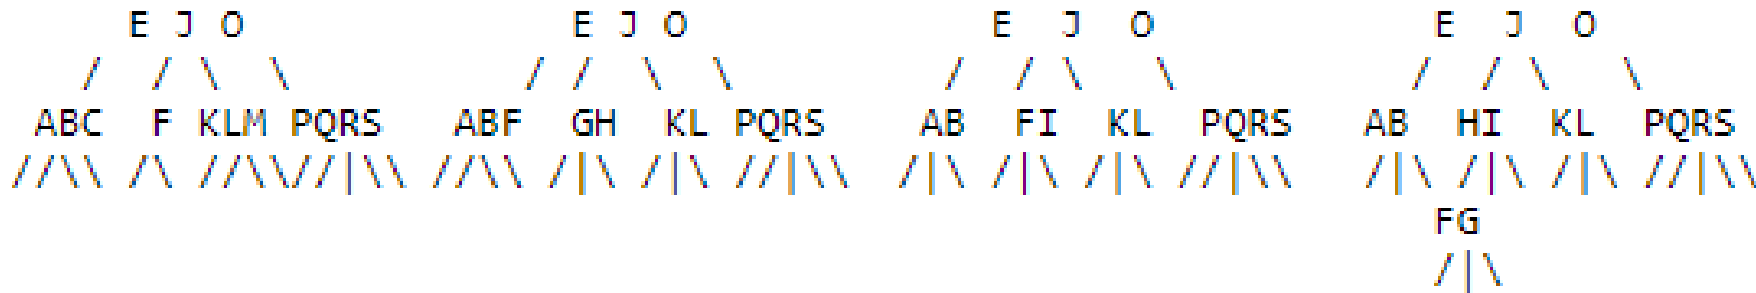 E J O E J O E J O E J O
/ / \ \ / / \ \ / / \ \ / / \ \
ABC F KLM PQRS ABF GH KL PQRS AB FI KL PQRS AB HI KL PQRS
//\\ /\ //\\//|\\ //\\ /|\ /|\ //|\\ /|\ /|\ /|\ //|\\ /|\ /|\ /|\ //|\\
FG
/|\